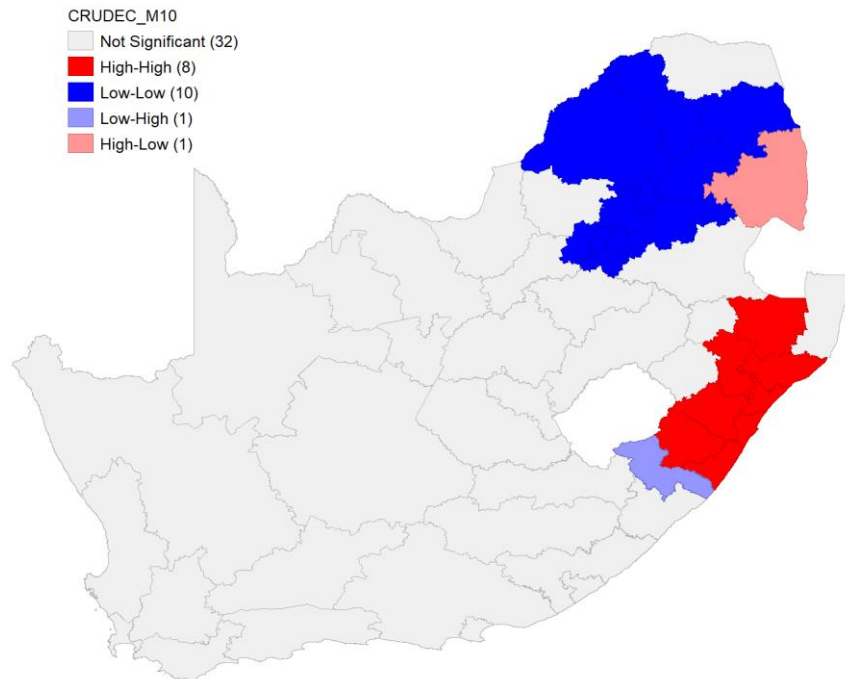 CRUDEC_M10
Not Significant (32)
High-High (8)
Low-Low (10)
Low-High (1)
High-Low (1)